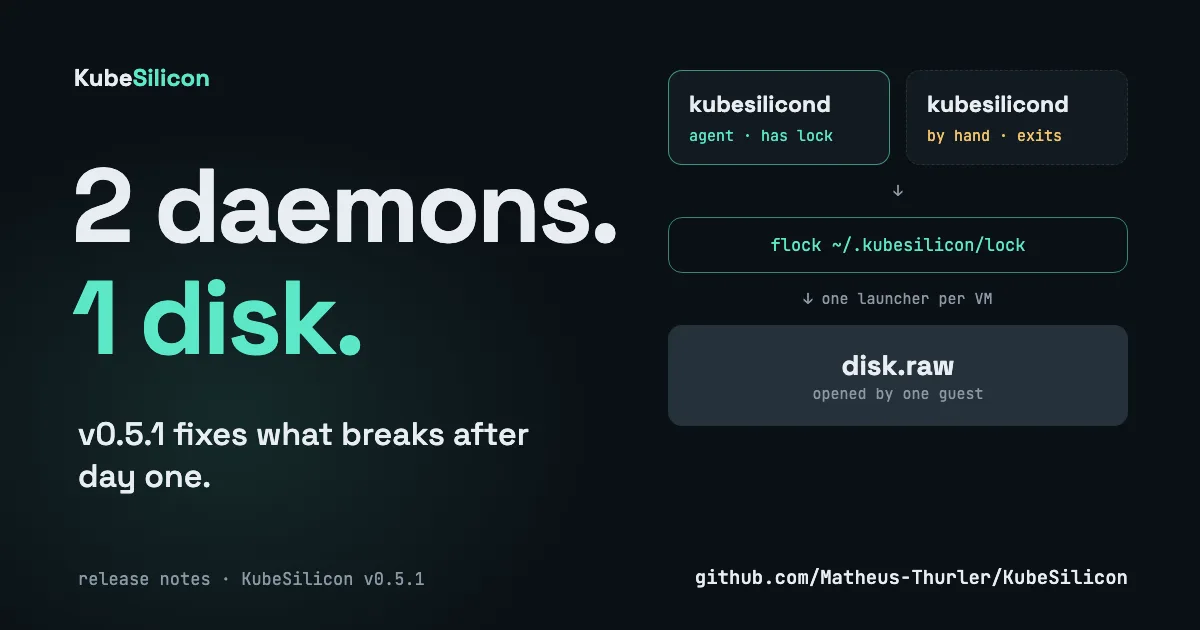 KubeSilicon
2 daemons.
1 disk.
v0.5.1 fixes what breaks after
day one.
release notes · KubeSilicon v0.5.1
kubesilicond
agent · has lock
kubesilicond
by hand · exits
↓
flock ~/.kubesilicon/lock
↓ one launcher per VM
disk.raw
opened by one guest
github.com/Matheus-Thurler/KubeSilicon